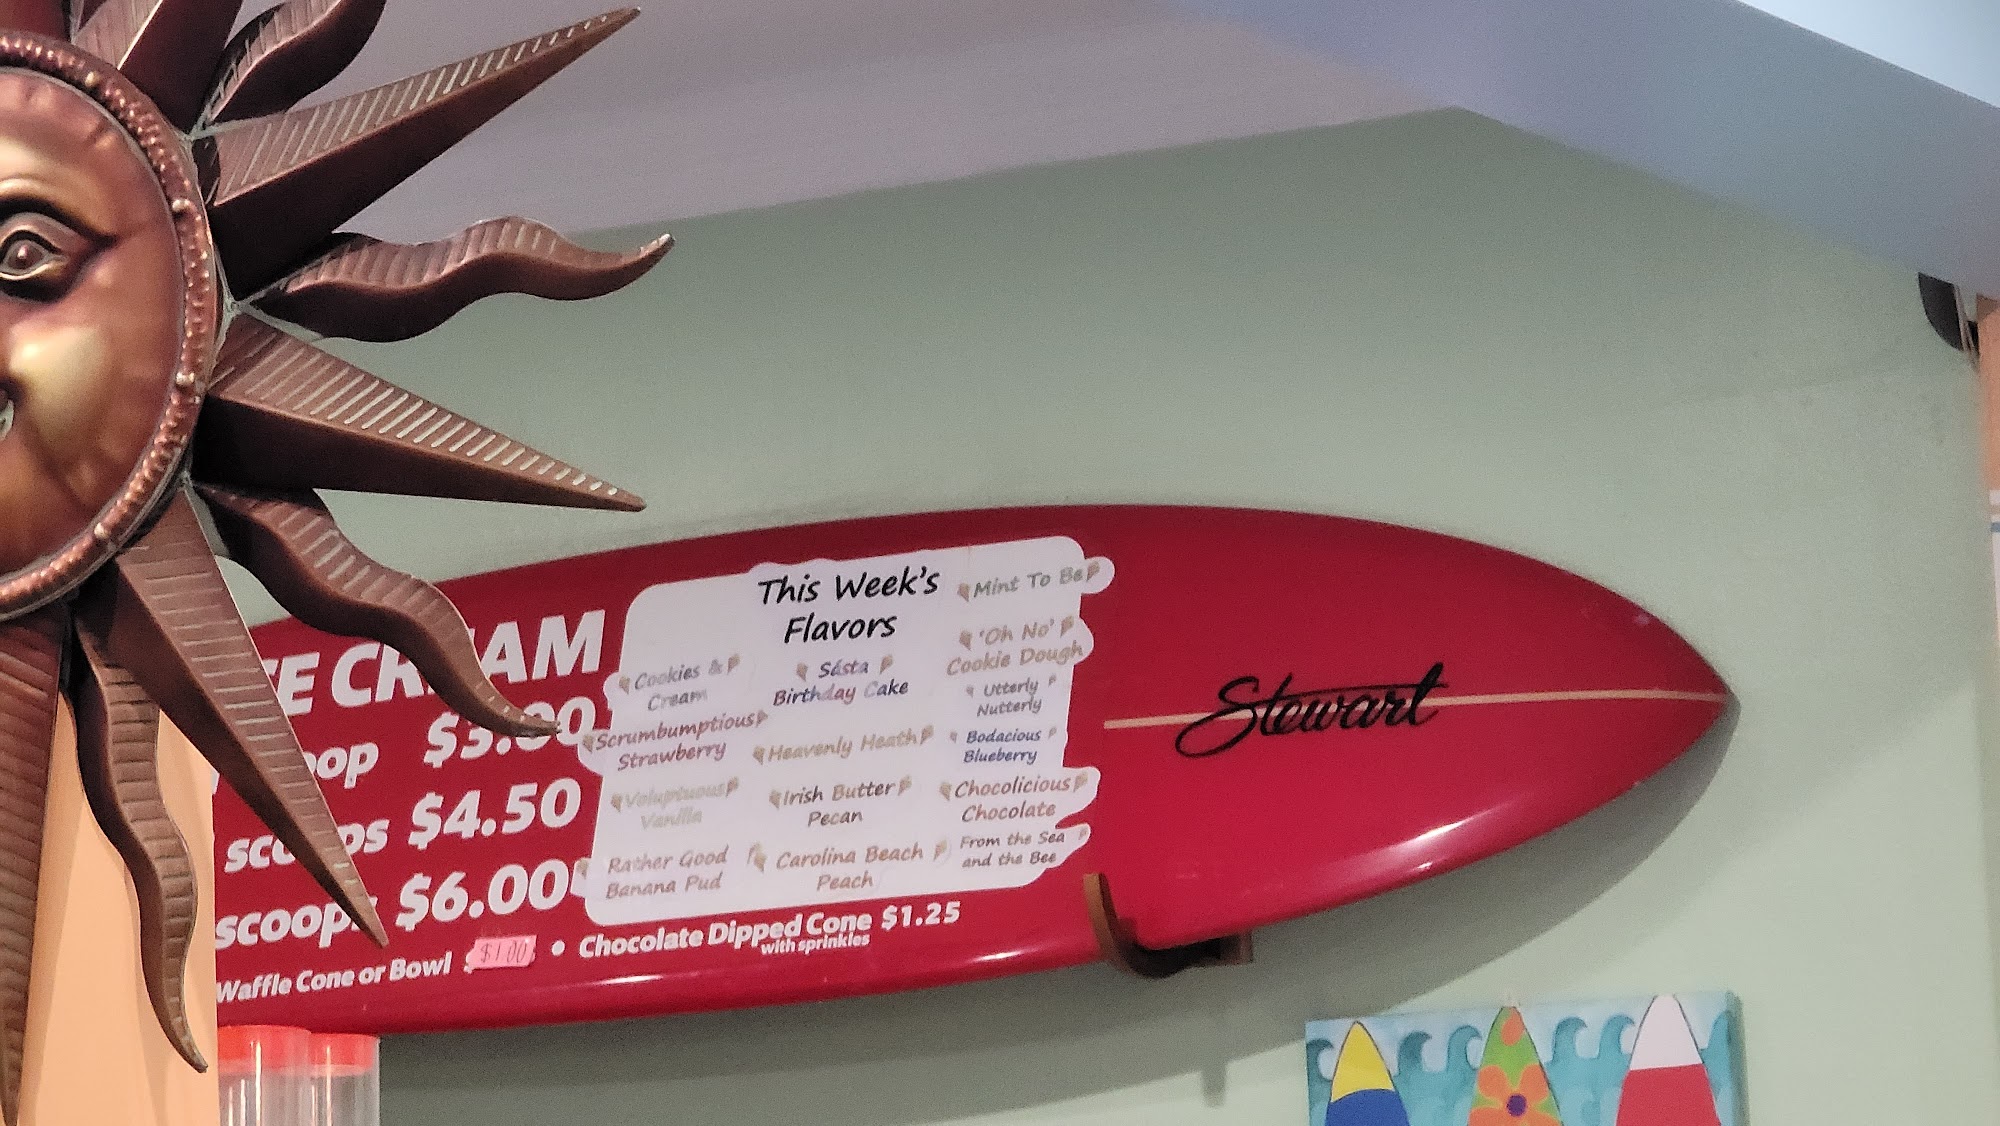 CE CREAM
oop $3.00
scoops $4.50
scoops $6.00
Waffle Cone or Bowl $1.00 • Chocolate Dipped Cone $1.25
with sprinkles
This Week's
Flavors
Cookies &
Cream
Scrumbumptious
Strawberry
Voluptuous
Vanilla
Rather Good
Banana Pud
Birthday Cake
Heavenly Heath
Irish Butter
Pecan
Carolina Beach
Peach
Mint To Be
'Oh No'
Cookie Dough
Utterly
Nutterly
Bodacious
Blueberry
Chocolicious
Chocolate
From the Sea
and the Bee
Stewart